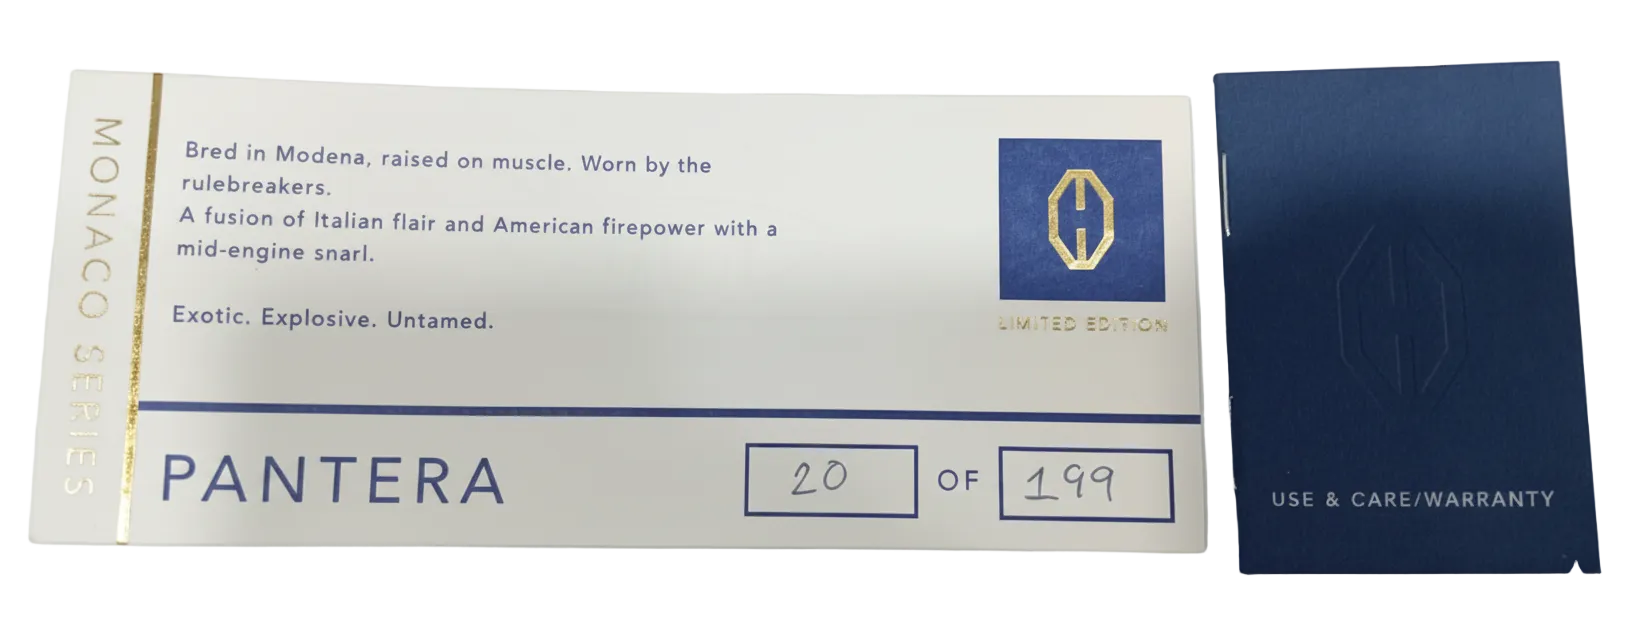 MONACO SERIES
Bred in Modena, raised on muscle. Worn by the
rulebreakers.
A fusion of Italian flair and American firepower with a
mid-engine snarl.
Exotic. Explosive. Untamed.
LIMITED EDITION
PANTERA
20 OF 199
USE & CARE/WARRANTY